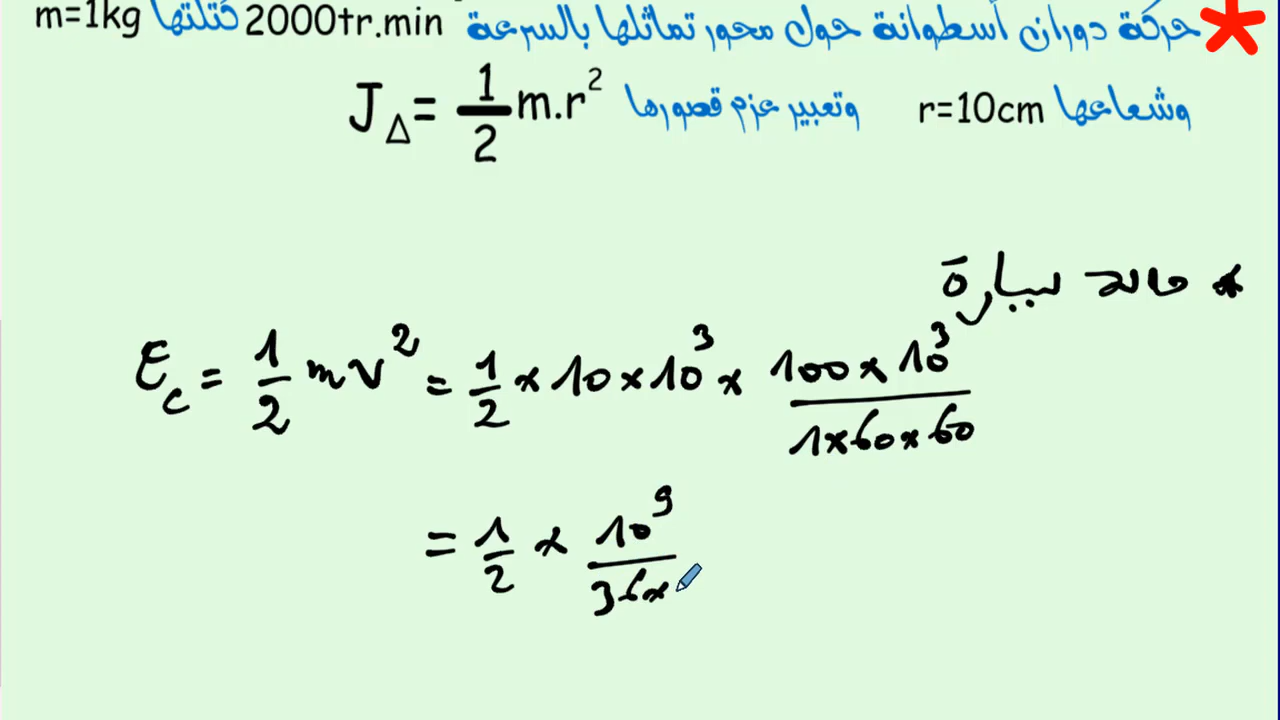 حركة دوران أسطوانة حول محور تماثلها بالسرعة 2000tr.min كتلتها m=1kg
وشعاعها r=10cm وتعبير عزم قصورها J_Δ = 1/2 m.r²
* حالة سيارة
E_c = 1/2 m v² = 1/2 × 10 × 10³ × (100 × 10³)/(1×60×60)
= 1/2 × 10⁹/(36×